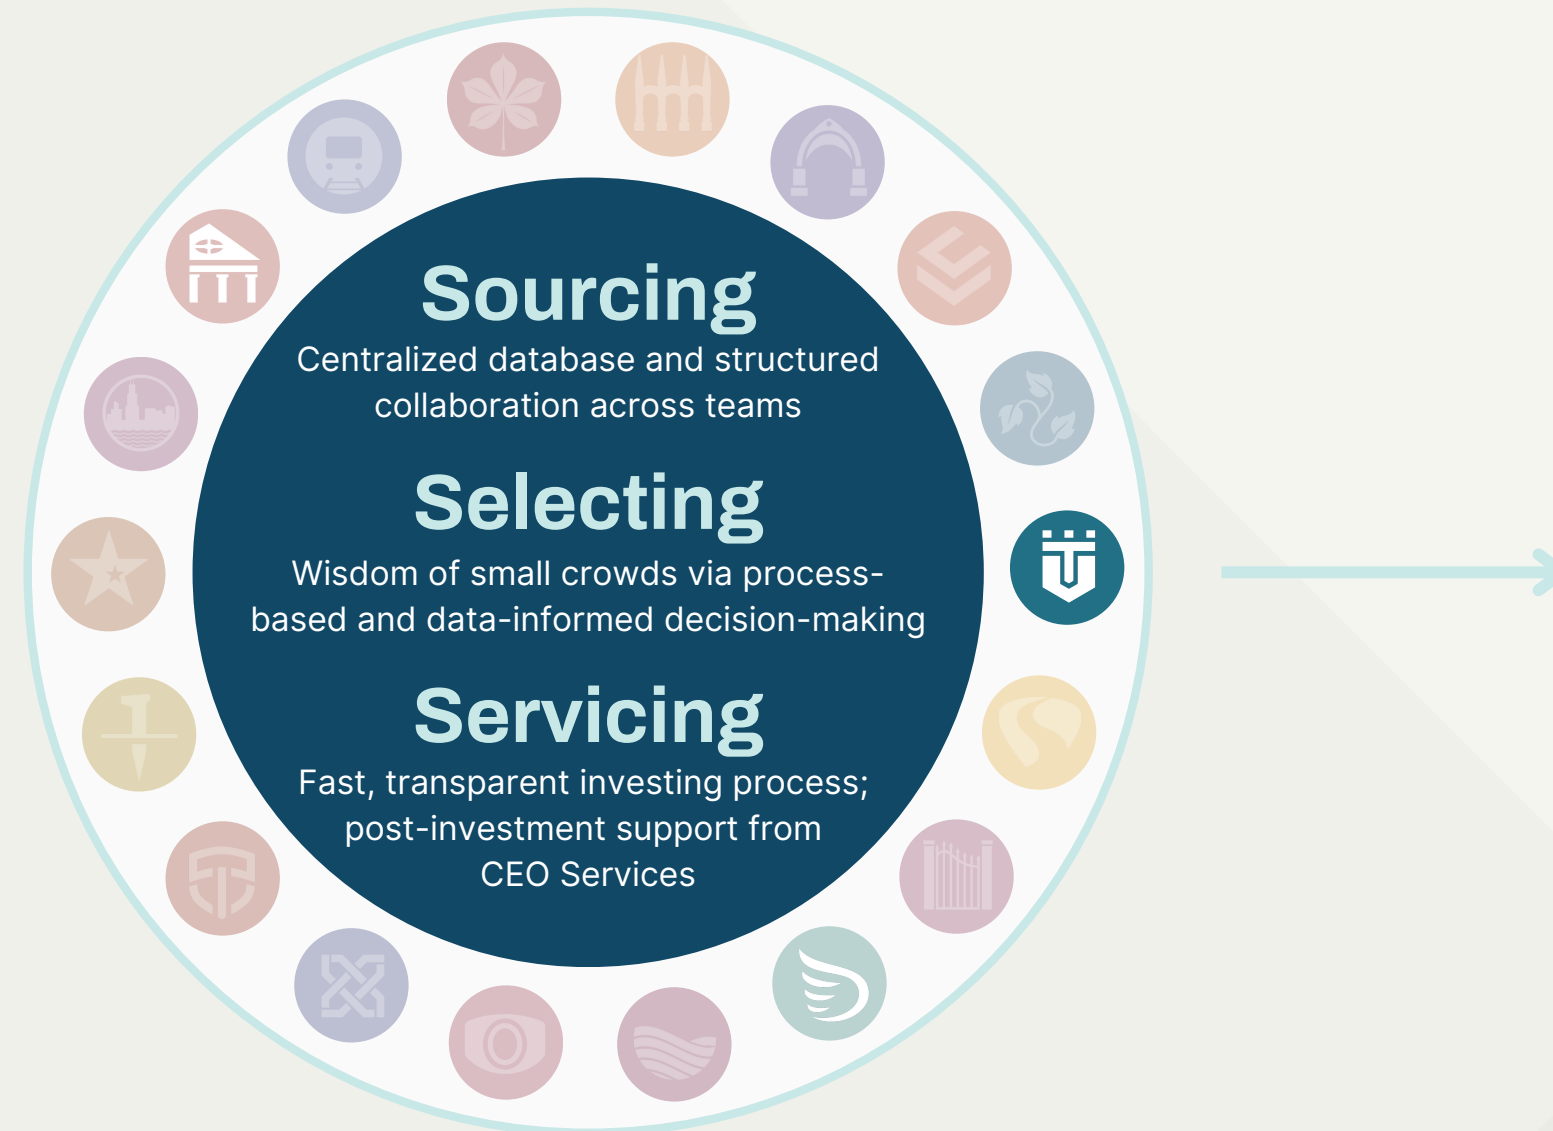 Sourcing
Centralized database and structured
collaboration across teams
Selecting
Wisdom of small crowds via process-
based and data-informed decision-making
Servicing
Fast, transparent investing process;
post-investment support from
CEO Services